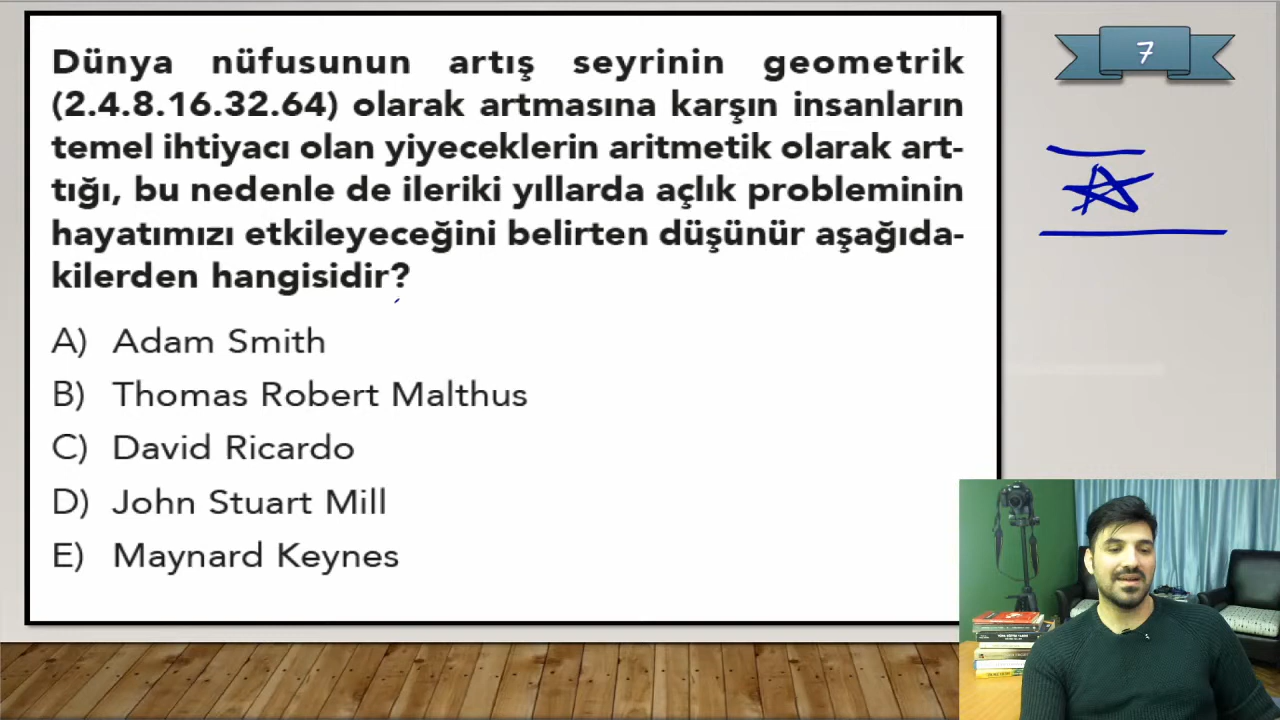 Dünya nüfusunun artış seyrinin geometrik
(2.4.8.16.32.64) olarak artmasına karşın insanların
temel ihtiyacı olan yiyeceklerin aritmetik olarak art-
tığı, bu nedenle de ileriki yıllarda açlık probleminin
hayatımızı etkileyeceğini belirten düşünür aşağıda-
kilerden hangisidir?
A) Adam Smith
B) Thomas Robert Malthus
C) David Ricardo
D) John Stuart Mill
E) Maynard Keynes
7